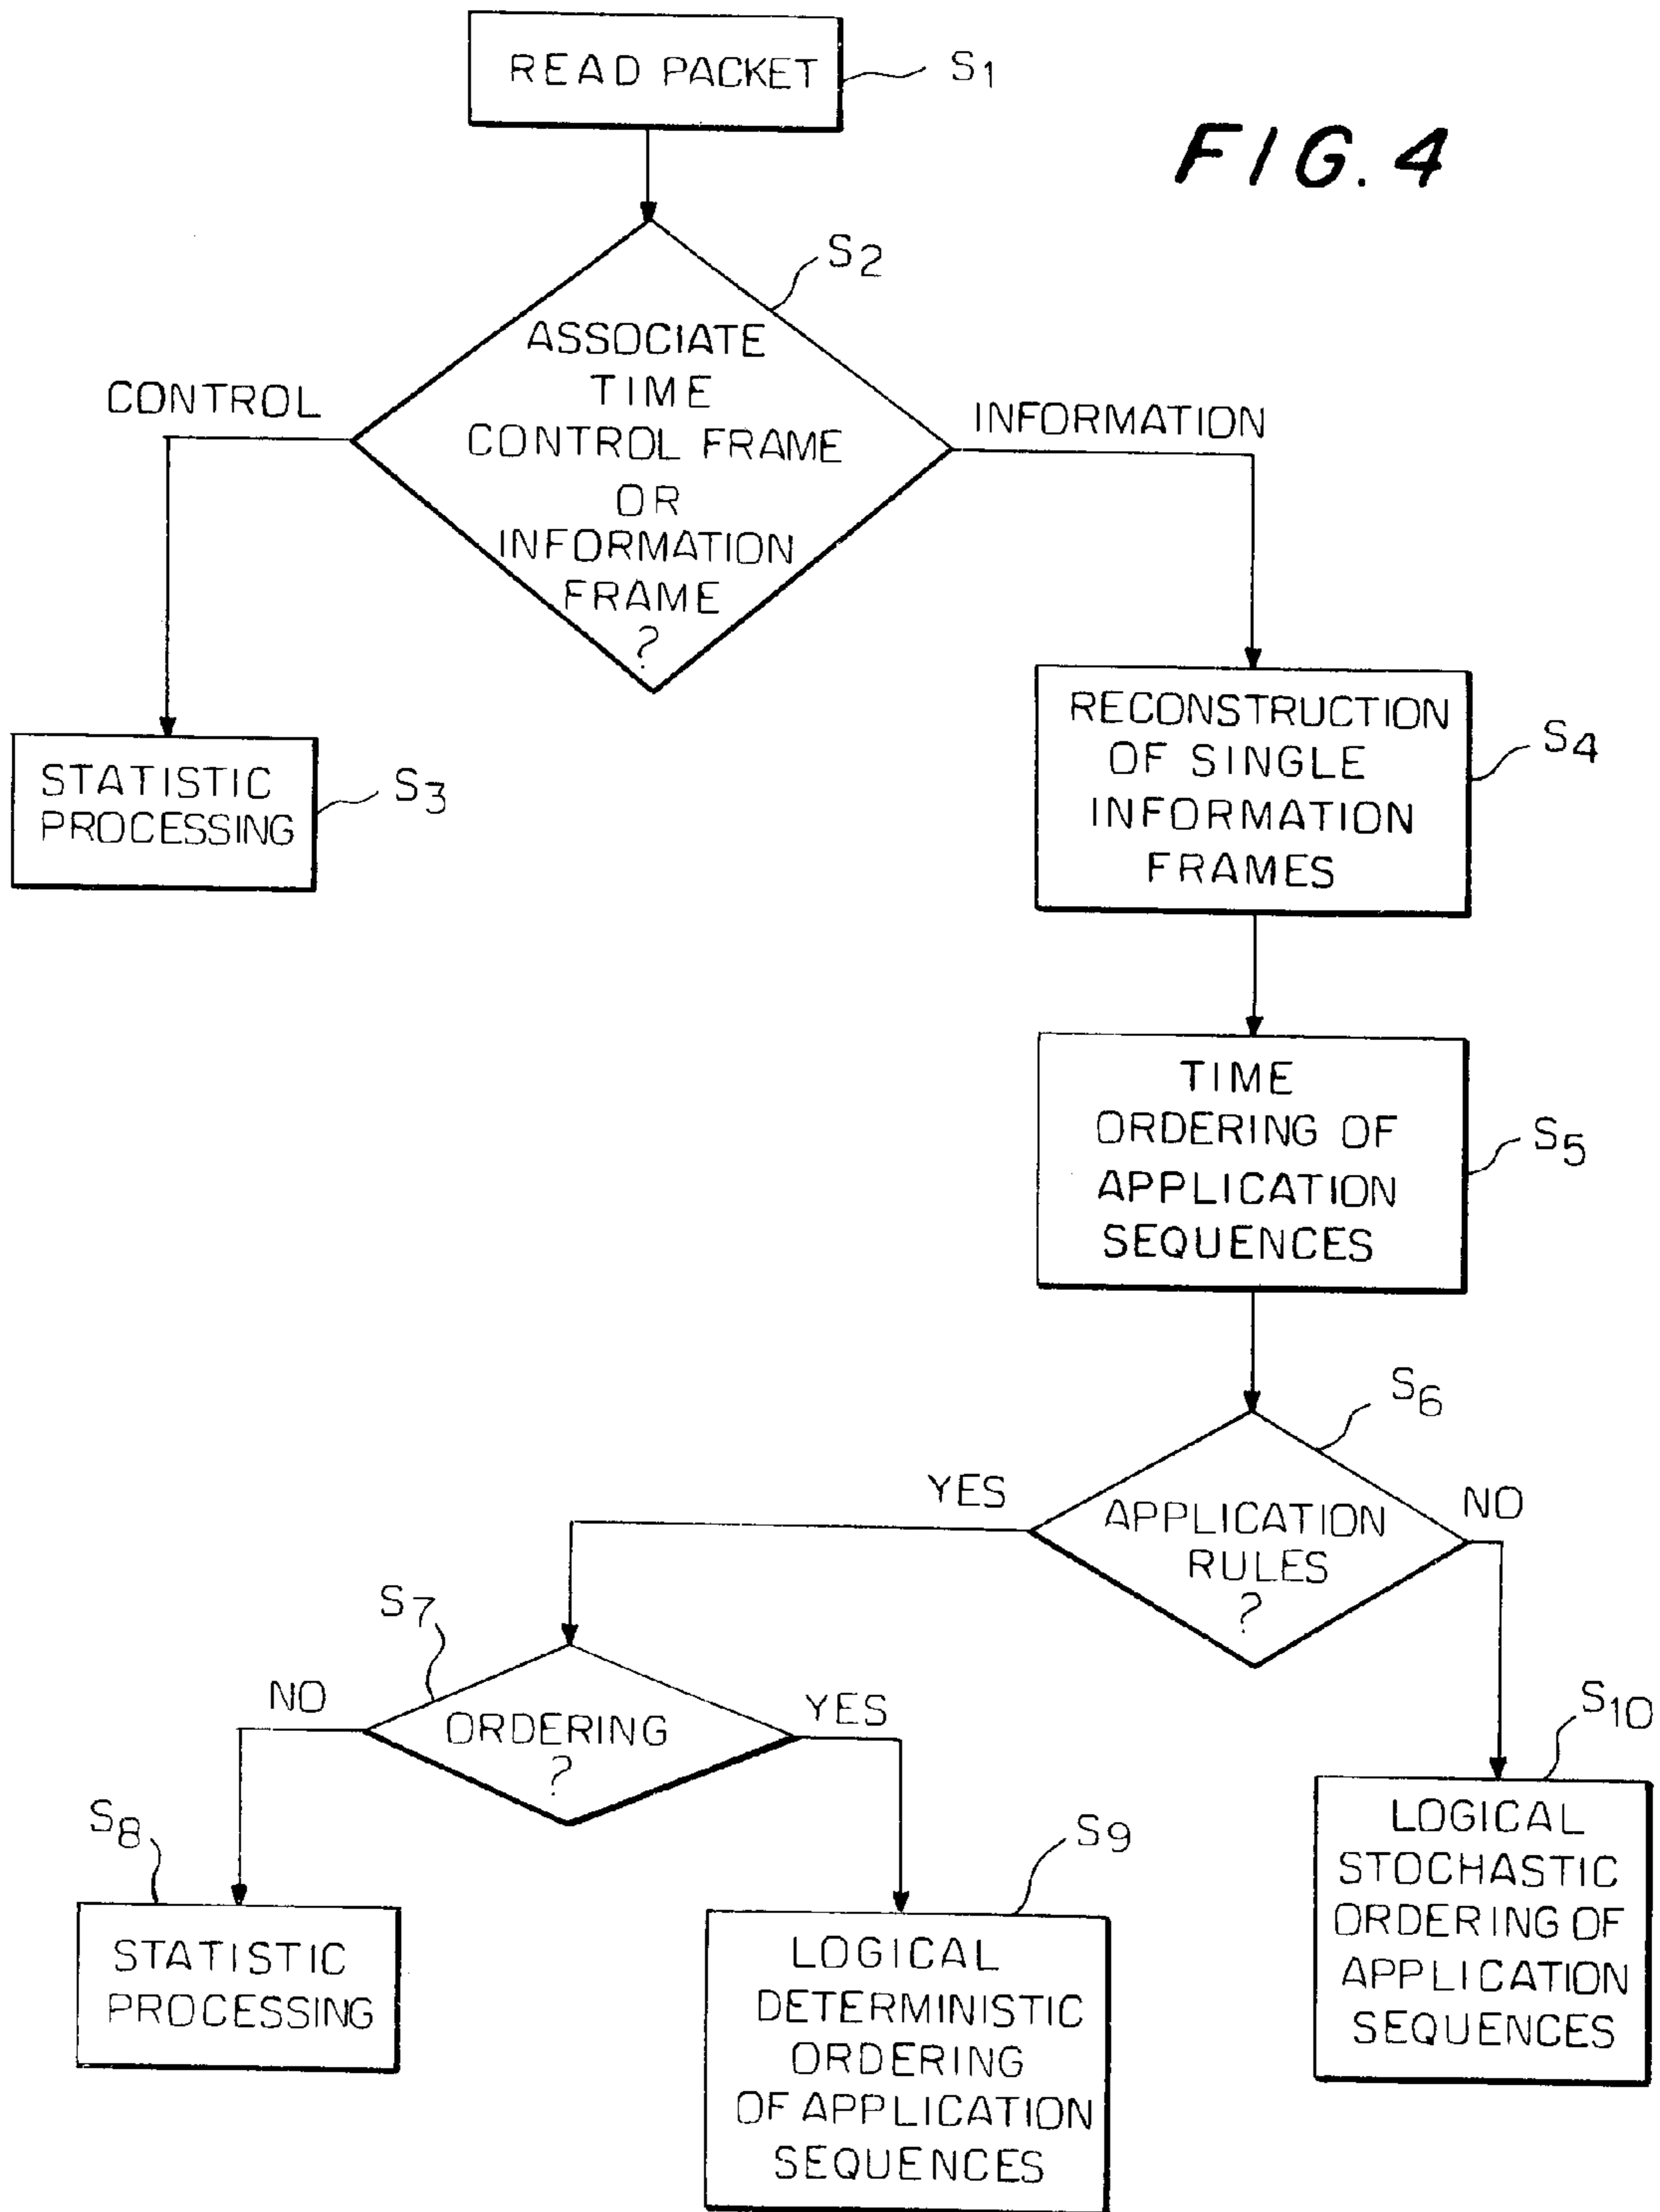 READ PACKET
S1
FIG. 4
S2
ASSOCIATE
TIME
CONTROL FRAME
OR
INFORMATION
FRAME
?
CONTROL
INFORMATION
STATISTIC
PROCESSING
S3
RECONSTRUCTION
OF SINGLE
INFORMATION
FRAMES
S4
TIME
ORDERING OF
APPLICATION
SEQUENCES
S5
S6
YES
APPLICATION
RULES
?
NO
S7
NO
ORDERING
?
YES
S10
LOGICAL
STOCHASTIC
ORDERING OF
APPLICATION
SEQUENCES
S8
STATISTIC
PROCESSING
S9
LOGICAL
DETERMINISTIC
ORDERING
OF APPLICATION
SEQUENCES